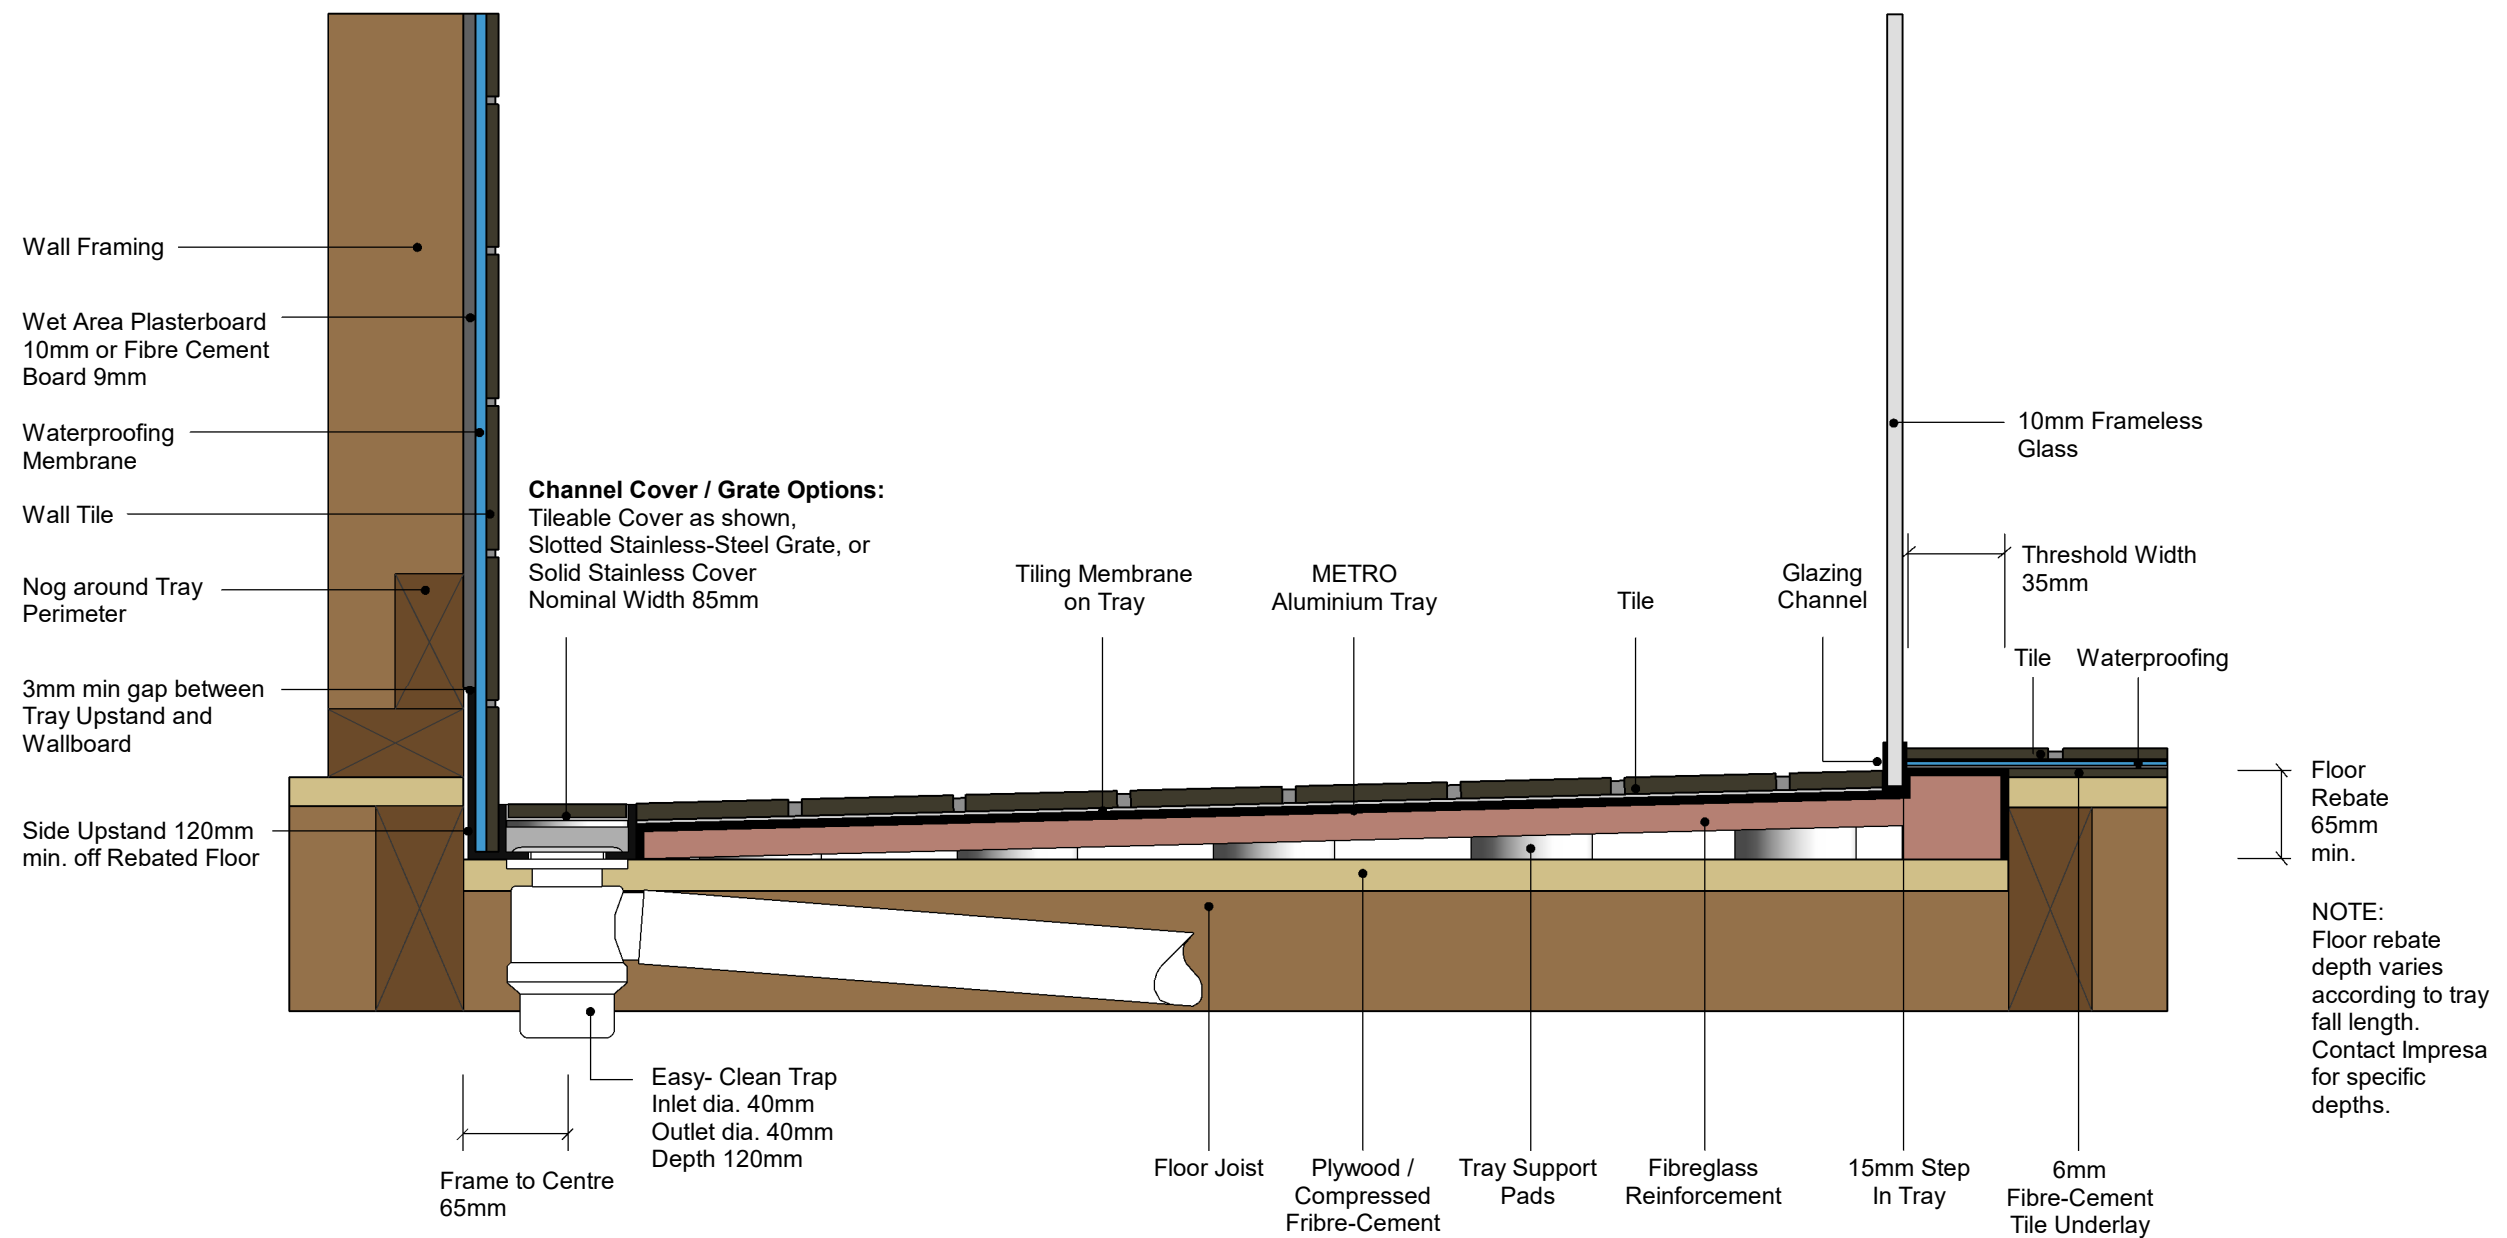 Wall Framing
Wet Area Plasterboard
10mm or Fibre Cement
Board 9mm
Waterproofing
Membrane
Wall Tile
Nog around Tray
Perimeter
3mm min gap between
Tray Upstand and
Wallboard
Side Upstand 120mm
min. off Rebated Floor
Channel Cover / Grate Options:
Tileable Cover as shown,
Slotted Stainless-Steel Grate, or
Solid Stainless Cover
Nominal Width 85mm
Tiling Membrane
on Tray
METRO
Aluminium Tray
Tile
Glazing
Channel
10mm Frameless
Glass
Threshold Width
35mm
Tile
Waterproofing
Floor
Rebate
65mm
min.
NOTE:
Floor rebate
depth varies
according to tray
fall length.
Contact Impresa
for specific
depths.
Easy- Clean Trap
Inlet dia. 40mm
Outlet dia. 40mm
Depth 120mm
Frame to Centre
65mm
Floor Joist
Plywood /
Compressed
Fribre-Cement
Tray Support
Pads
Fibreglass
Reinforcement
15mm Step
In Tray
6mm
Fibre-Cement
Tile Underlay